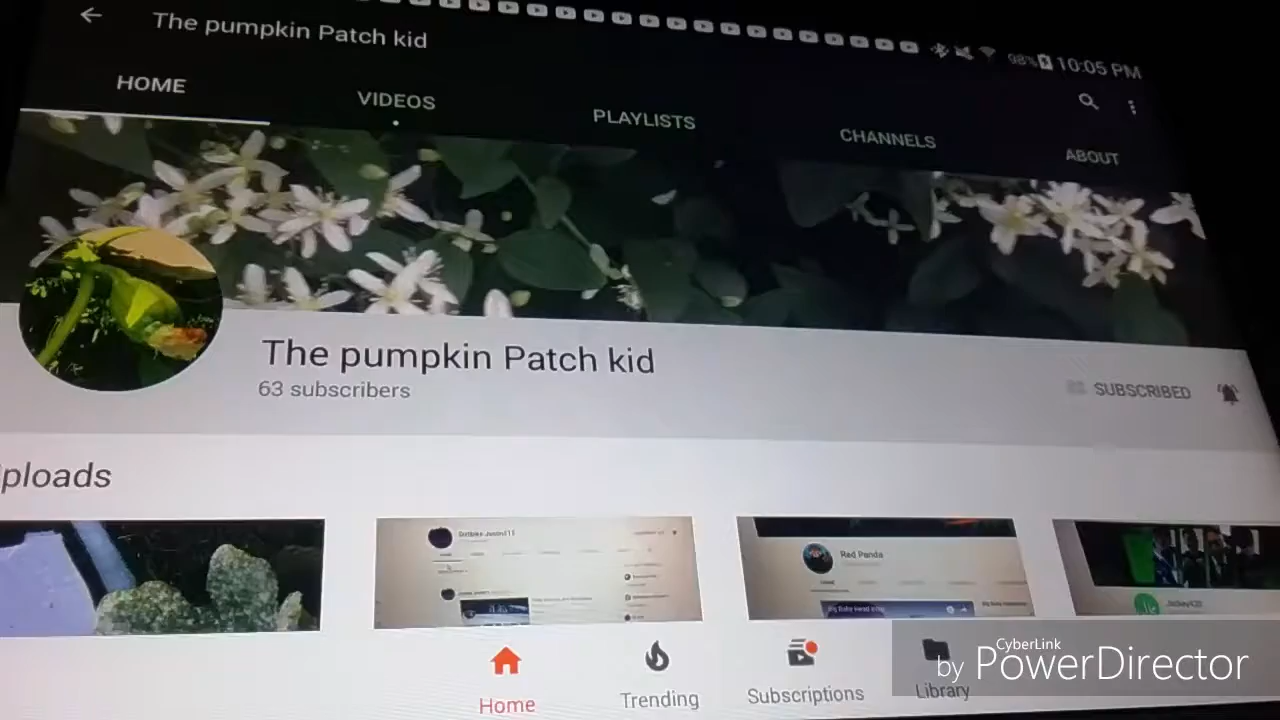 The pumpkin Patch kid
98% 10:05 PM
HOME
VIDEOS
PLAYLISTS
CHANNELS
ABOUT
The pumpkin Patch kid
63 subscribers
SUBSCRIBED
ploads
Red Panda
Home
Trending
Subscriptions
Library
CyberLink
by PowerDirector